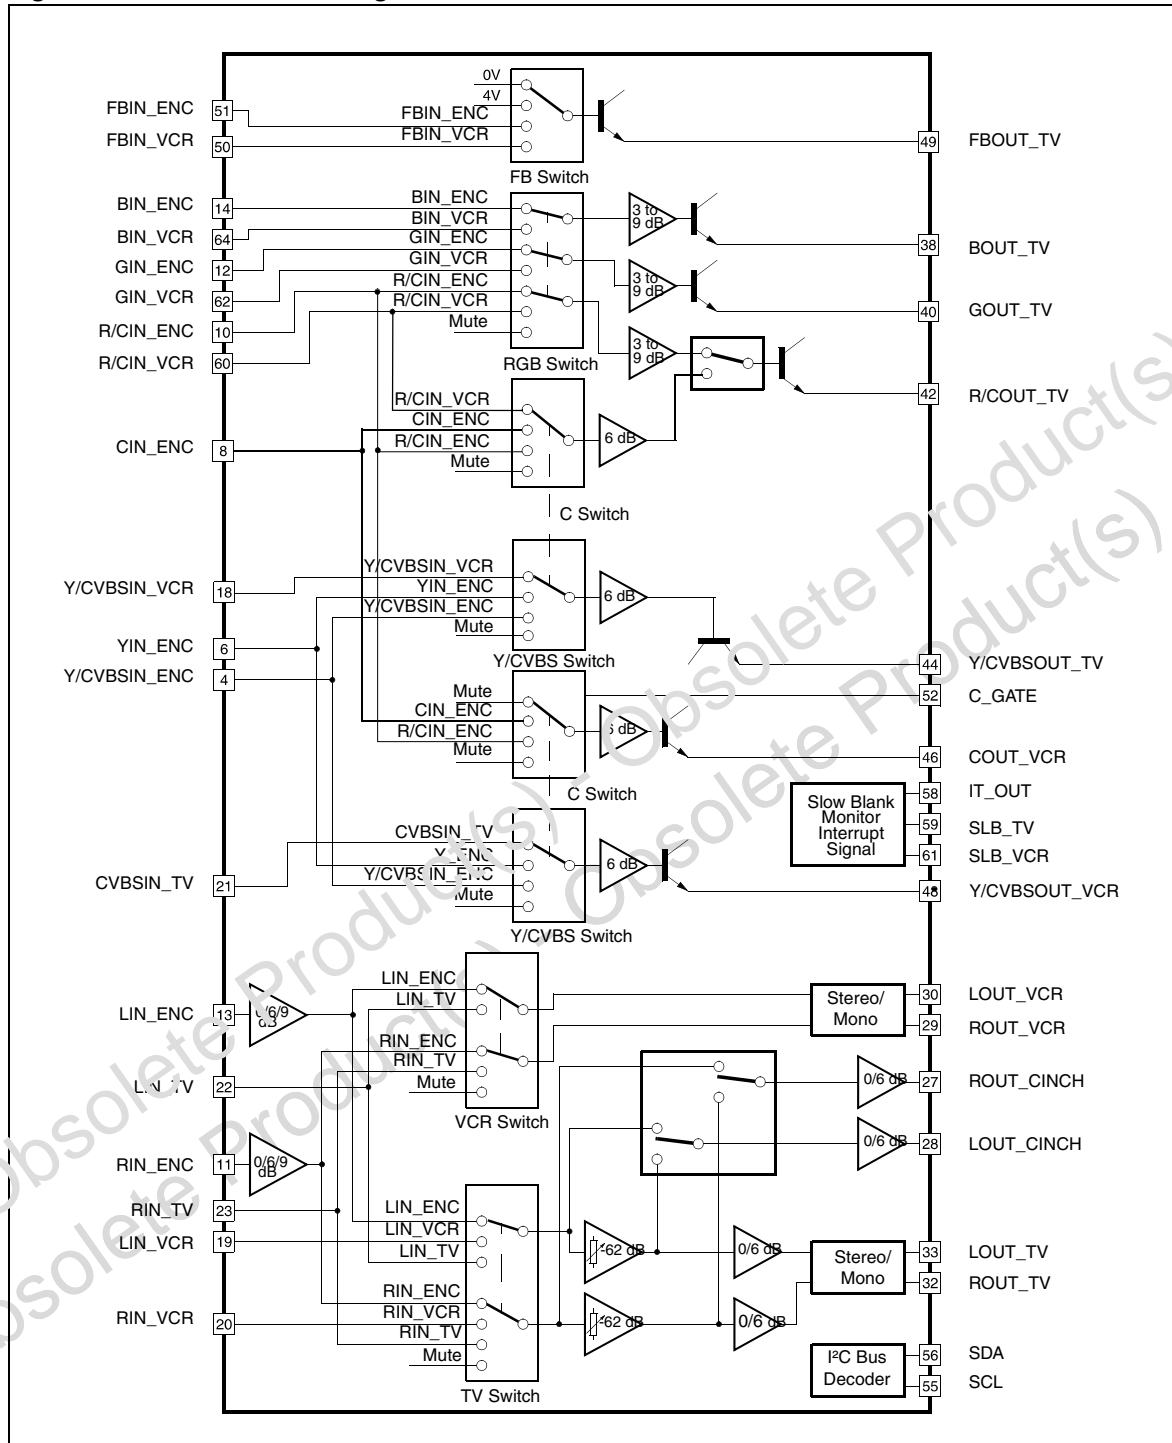 0V
4V
FBIN_ENC
51
FBIN_ENC
FBIN_VCR
50
FBIN_VCR
49
FBOUT_TV
FB Switch
BIN_ENC
14
BIN_ENC
BIN_VCR
64
BIN_VCR
GIN_ENC
12
GIN_ENC
GIN_VCR
62
GIN_VCR
R/CIN_ENC
10
R/CIN_ENC
R/CIN_VCR
60
R/CIN_VCR
Mute
RGB Switch
3 to
9 dB
38
BOUT_TV
3 to
9 dB
40
GOUT_TV
3 to
9 dB
42
R/COUT_TV
R/CIN_VCR
CIN_ENC
CIN_ENC
8
R/CIN_ENC
Mute
6 dB
C Switch
Y/CVBSIN_VCR
18
Y/CVBSIN_VCR
YIN_ENC
Y/CVBSIN_ENC
Mute
6 dB
YIN_ENC
6
Y/CVBSIN_ENC
4
Y/CVBS Switch
44
Y/CVBSOUT_TV
52
C_GATE
Mute
CIN_ENC
R/CIN_ENC
Mute
6 dB
46
COUT_VCR
C Switch
Slow Blank
Monitor
Interrupt
Signal
58
IT_OUT
59
SLB_TV
61
SLB_VCR
CVBSIN_TV
Y_ENC
Y/CVBSIN_ENC
Mute
6 dB
CVBSIN_TV
21
48
Y/CVBSOUT_VCR
Y/CVBS Switch
LIN_ENC
13
0/6/9
dB
LIN_ENC
LIN_TV
RIN_ENC
RIN_TV
Mute
LIN_TV
22
VCR Switch
Stereo/
Mono
30
LOUT_VCR
29
ROUT_VCR
0/6 dB
27
ROUT_CINCH
0/6 dB
28
LOUT_CINCH
RIN_ENC
11
0/6/9
dB
RIN_TV
23
LIN_VCR
19
LIN_ENC
LIN_VCR
LIN_TV
RIN_ENC
RIN_VCR
RIN_TV
Mute
RIN_VCR
20
-62 dB
0/6 dB
-62 dB
0/6 dB
Stereo/
Mono
33
LOUT_TV
32
ROUT_TV
TV Switch
I²C Bus
Decoder
56
SDA
55
SCL
Obsolete Product(s) - Obsolete Product(s)
Obsolete Product(s) - Obsolete Product(s)